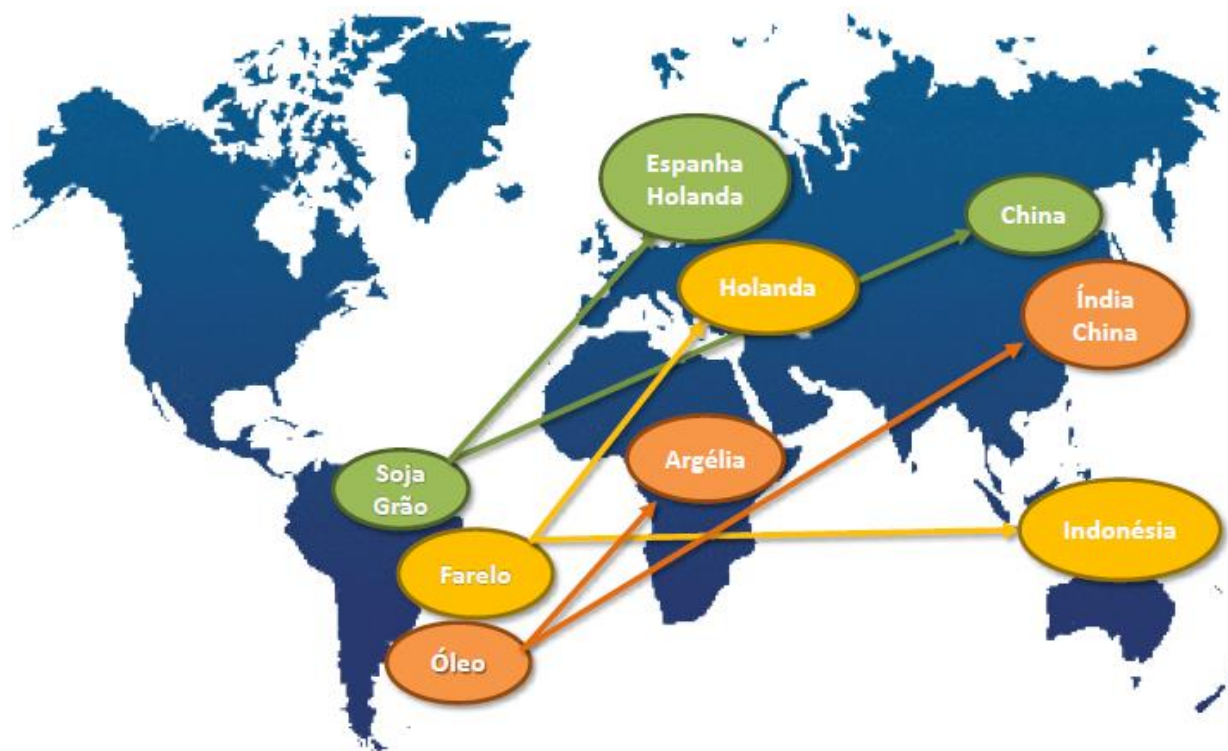 Espanha
Holanda
China
Holanda
Índia
China
Argélia
Soja
Grão
Indonésia
Farelo
Óleo